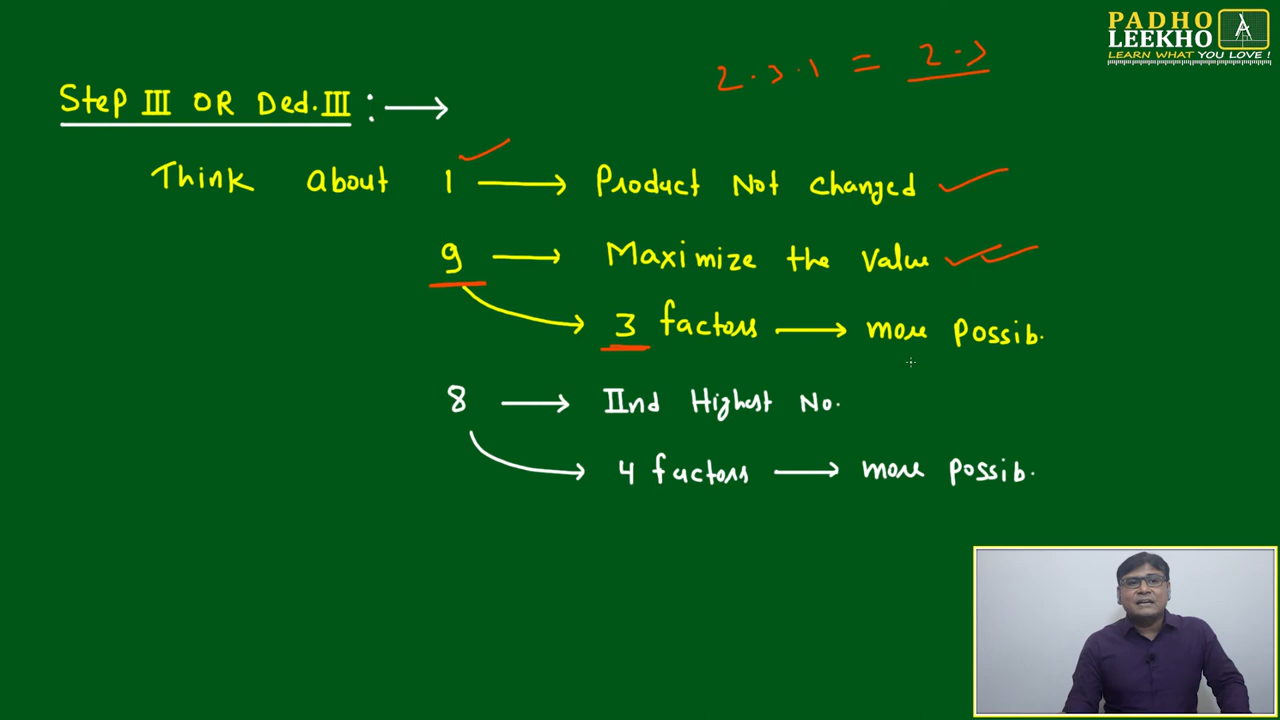 PADHO
LEEKHO
LEARN WHAT YOU LOVE !
2 · 3 · 1 = 2 · 3
Step III OR Ded. III :→
Think about 1 → Product Not changed
9 → Maximize the value
3 factors → more possib.
8 → IInd Highest No.
4 factors → more possib.